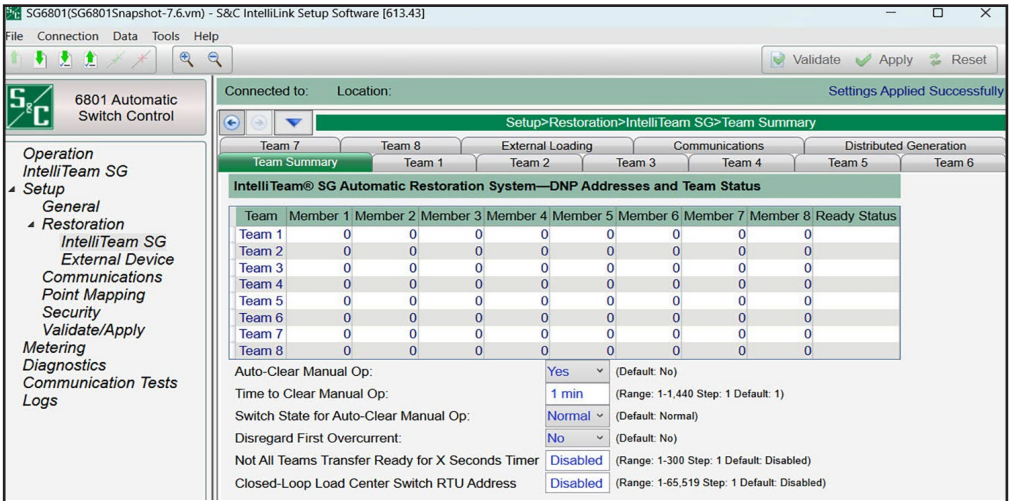 SG6801(SG6801Snapshot-7.6.vm) - S&C IntelliLink Setup Software [613.43]
File Connection Data Tools Help
Validate Apply Reset
S&C
6801 Automatic
Switch Control
Connected to: Location: Settings Applied Successfully
Setup>Restoration>IntelliTeam SG>Team Summary
Team 7 Team 8 External Loading Communications Distributed Generation
Team Summary Team 1 Team 2 Team 3 Team 4 Team 5 Team 6
Operation
IntelliTeam SG
Setup
General
Restoration
IntelliTeam SG
External Device
Communications
Point Mapping
Security
Validate/Apply
Metering
Diagnostics
Communication Tests
Logs
IntelliTeam® SG Automatic Restoration System—DNP Addresses and Team Status
Team Member 1 Member 2 Member 3 Member 4 Member 5 Member 6 Member 7 Member 8 Ready Status
Team 1 0 0 0 0 0 0 0 0
Team 2 0 0 0 0 0 0 0 0
Team 3 0 0 0 0 0 0 0 0
Team 4 0 0 0 0 0 0 0 0
Team 5 0 0 0 0 0 0 0 0
Team 6 0 0 0 0 0 0 0 0
Team 7 0 0 0 0 0 0 0 0
Team 8 0 0 0 0 0 0 0 0
Auto-Clear Manual Op: Yes (Default: No)
Time to Clear Manual Op: 1 min (Range: 1-1,440 Step: 1 Default: 1)
Switch State for Auto-Clear Manual Op: Normal (Default: Normal)
Disregard First Overcurrent: No (Default: No)
Not All Teams Transfer Ready for X Seconds Timer Disabled (Range: 1-300 Step: 1 Default: Disabled)
Closed-Loop Load Center Switch RTU Address Disabled (Range: 1-65,519 Step: 1 Default: Disabled)